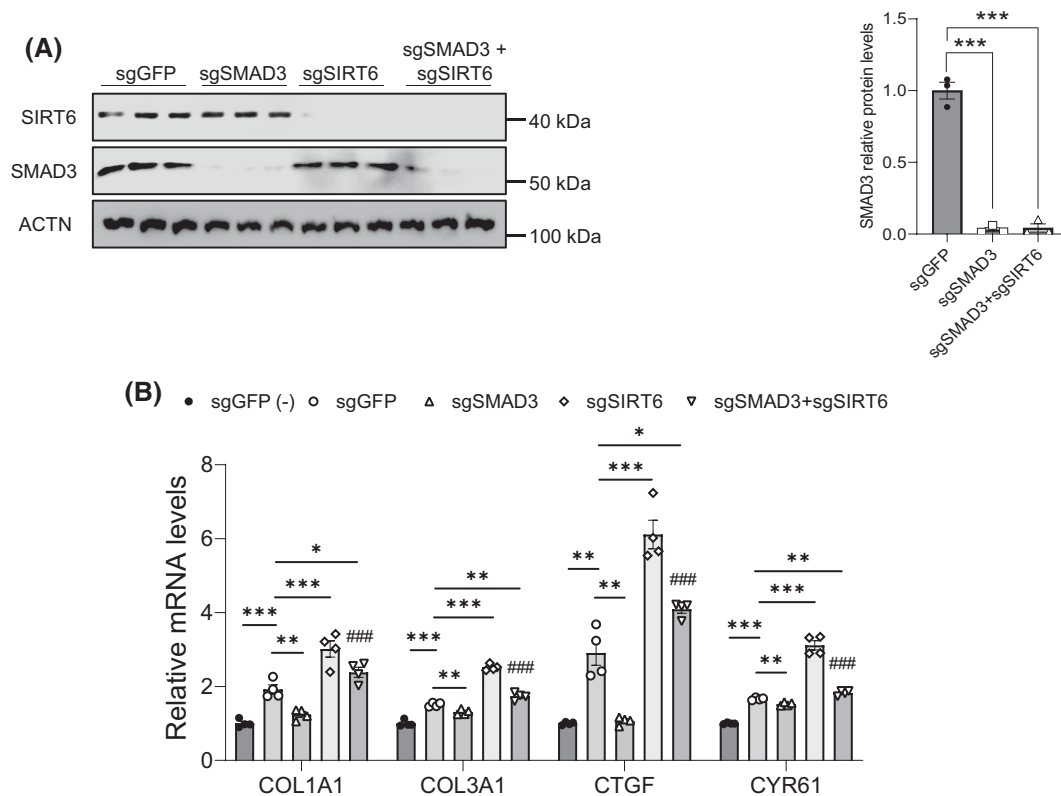 (A)
sgGFP sgSMAD3 sgSIRT6 sgSMAD3 +
sgSIRT6
SIRT6
40 kDa
SMAD3
50 kDa
ACTN
100 kDa
SMAD3 relative protein levels
1.5
1.0
0.5
0.0
***
***
sgGFP
sgSMAD3
sgSMAD3+sgSIRT6
(B)
sgGFP (-) sgGFP sgSMAD3 sgSIRT6 sgSMAD3+sgSIRT6
Relative mRNA levels
8
6
4
2
0
*
***
*** ** ###
**
***
*** ** ###
*
***
** ** ###
**
***
*** ** ###
COL1A1 COL3A1 CTGF CYR61